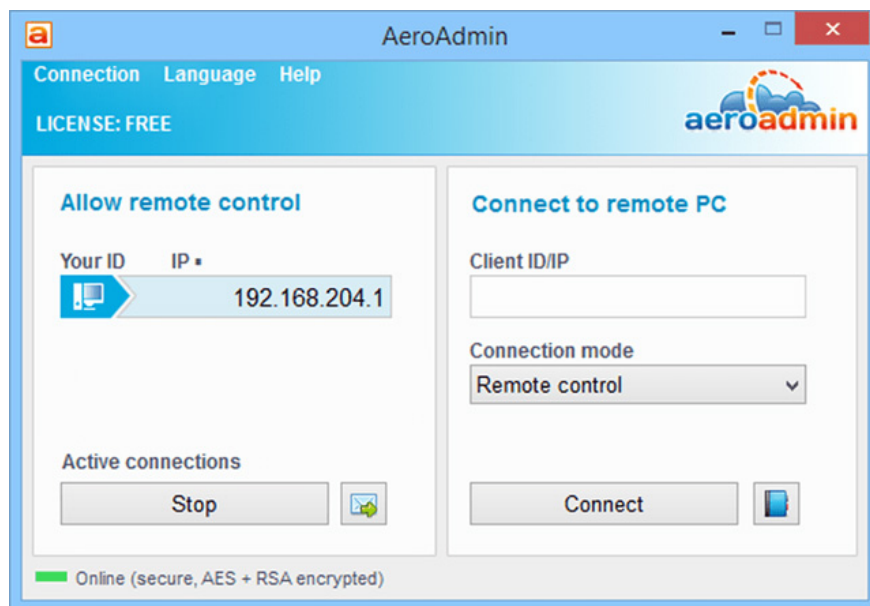 a AeroAdmin
Connection Language Help
LICENSE: FREE
aeroadmin
Allow remote control
Your ID IP ▪
192.168.204.1
Active connections
Stop
Connect to remote PC
Client ID/IP
Connection mode
Remote control
Connect
Online (secure, AES + RSA encrypted)